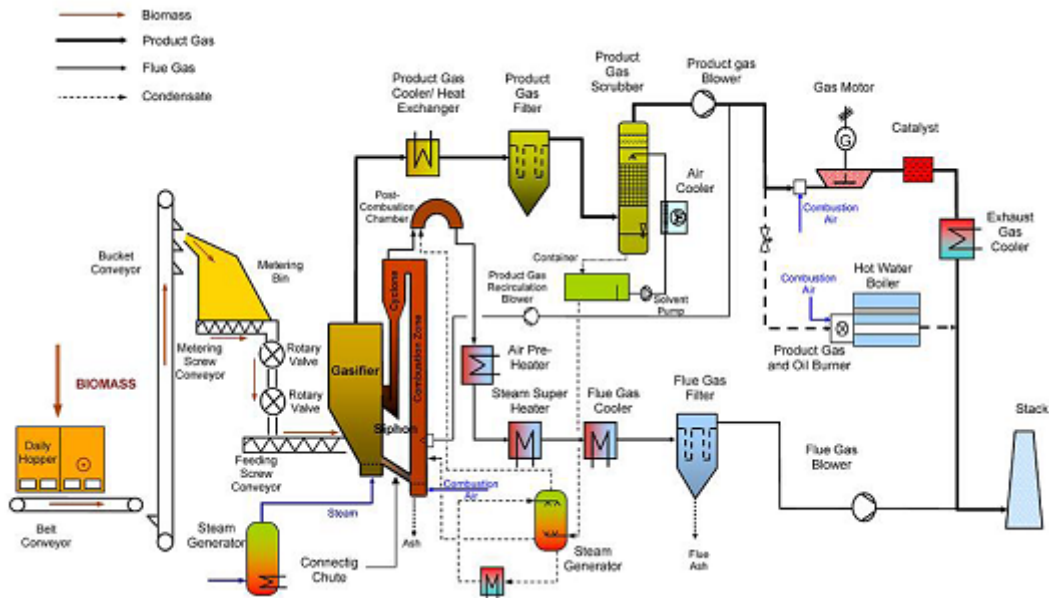 Biomass
Product Gas
Flue Gas
Condensate
Product Gas
Cooler/ Heat
Exchanger
Product
Gas
Filter
Product
Gas
Scrubber
Product gas
Blower
Gas Motor
G
Catalyst
Combustion
Air
Exhaust
Gas
Cooler
Air
Cooler
Post-
Combustion
Chamber
Bucket
Conveyor
Metering
Bin
Container
Product Gas
Recirculation
Blower
Solvent
Pump
Combustion
Air
Hot Water
Boiler
Product Gas
and Oil Burner
Metering
Screw
Conveyor
Rotary
Valve
Rotary
Valve
Gasifier
Cyclone
Combustion Zone
Siphon
Air Pre-
Heater
Steam Super
Heater
Flue Gas
Cooler
Flue Gas
Filter
Stack
BIOMASS
Daily
Hopper
Belt
Conveyor
Feeding
Screw
Conveyor
Flue Gas
Blower
Steam
Generator
Steam
Connectig
Chute
Combustion
Air
Ash
Steam
Generator
Flue
Ash